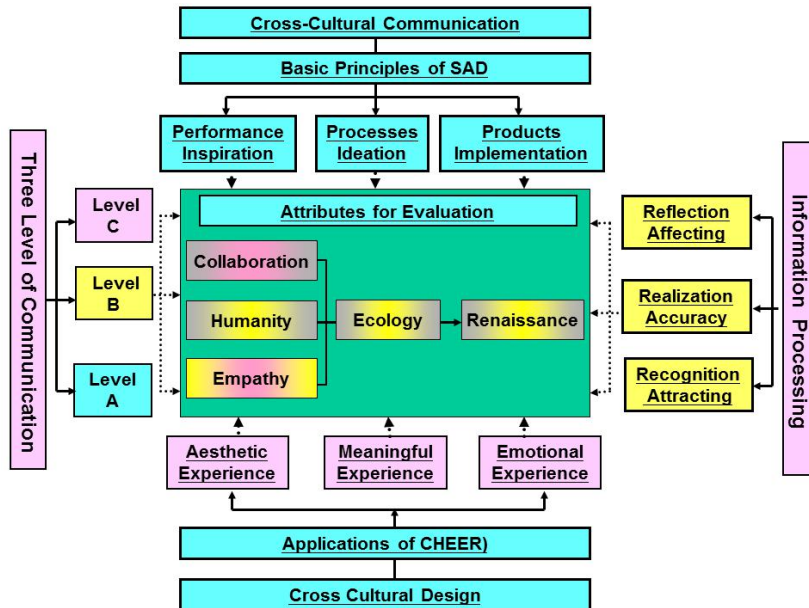 Cross-Cultural Communication
Basic Principles of SAD
Performance
Inspiration
Processes
Ideation
Products
Implementation
Three Level of Communication
Level
C
Level
B
Level
A
Attributes for Evaluation
Collaboration
Humanity
Empathy
Ecology
Renaissance
Reflection
Affecting
Realization
Accuracy
Recognition
Attracting
Information Processing
Aesthetic
Experience
Meaningful
Experience
Emotional
Experience
Applications of CHEER)
Cross Cultural Design